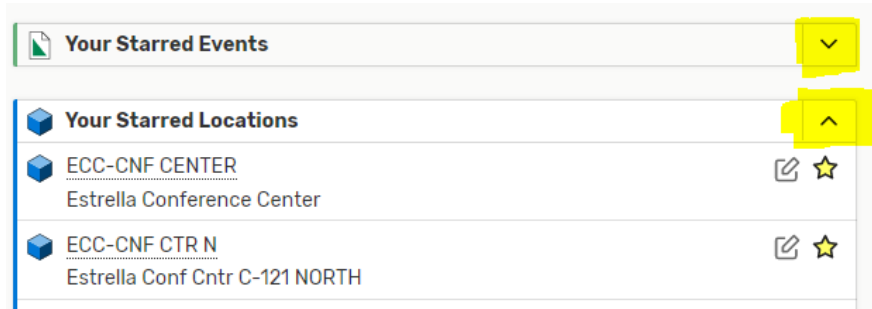 Your Starred Events
Your Starred Locations
ECC-CNF CENTER
Estrella Conference Center
ECC-CNF CTR N
Estrella Conf Cntr C-121 NORTH